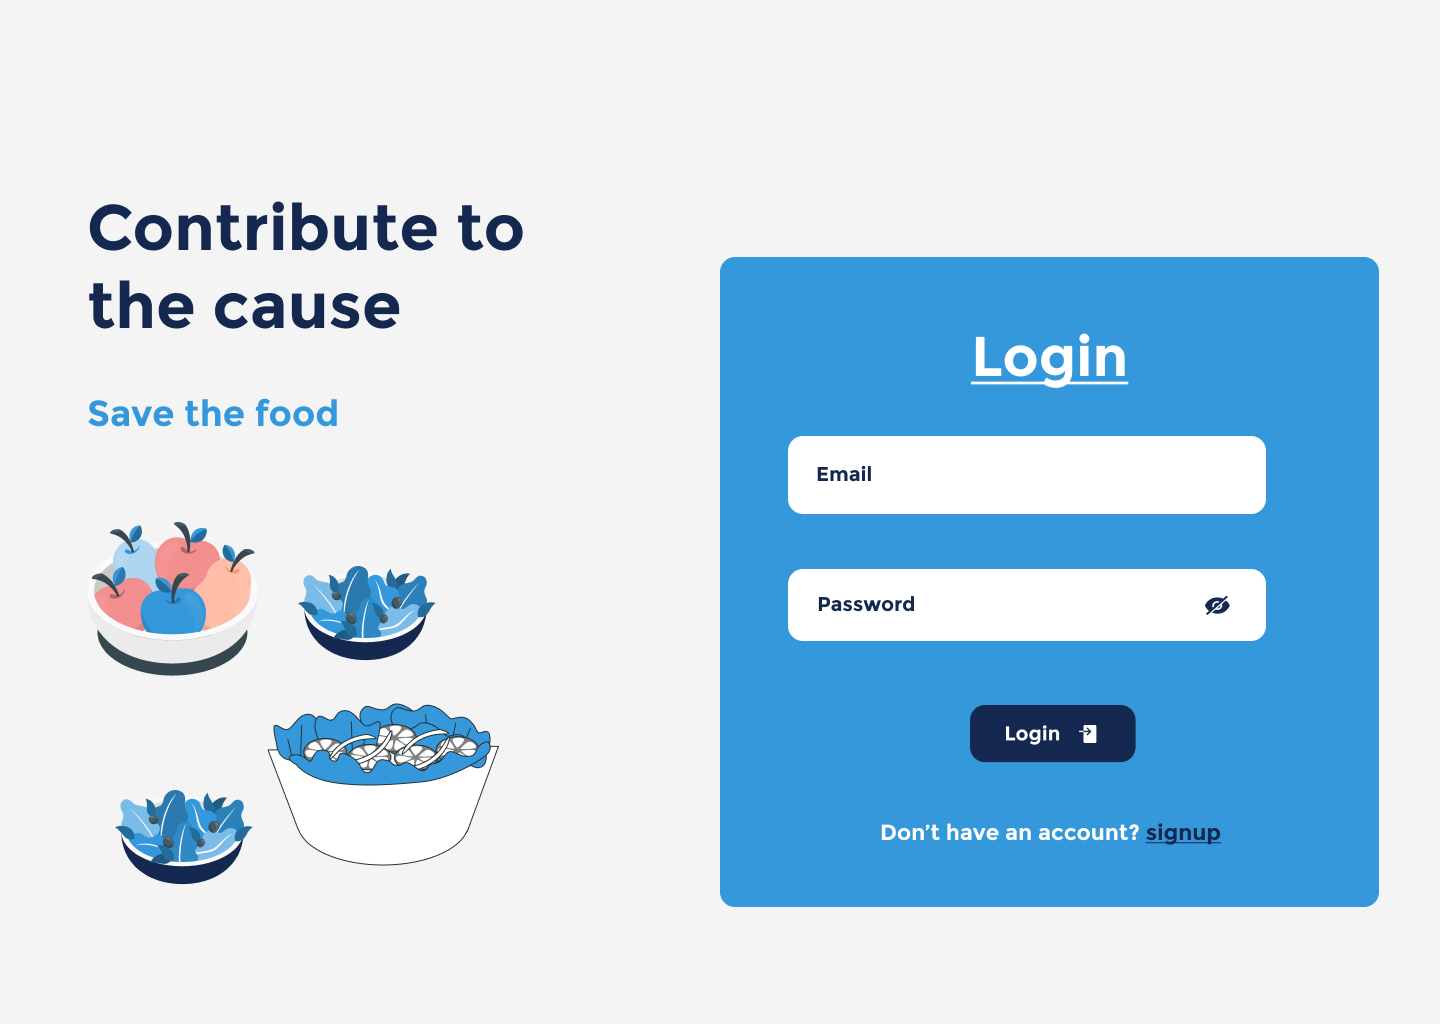 Contribute to
the cause
Save the food
Login
Email
Password
Login
Don’t have an account? signup